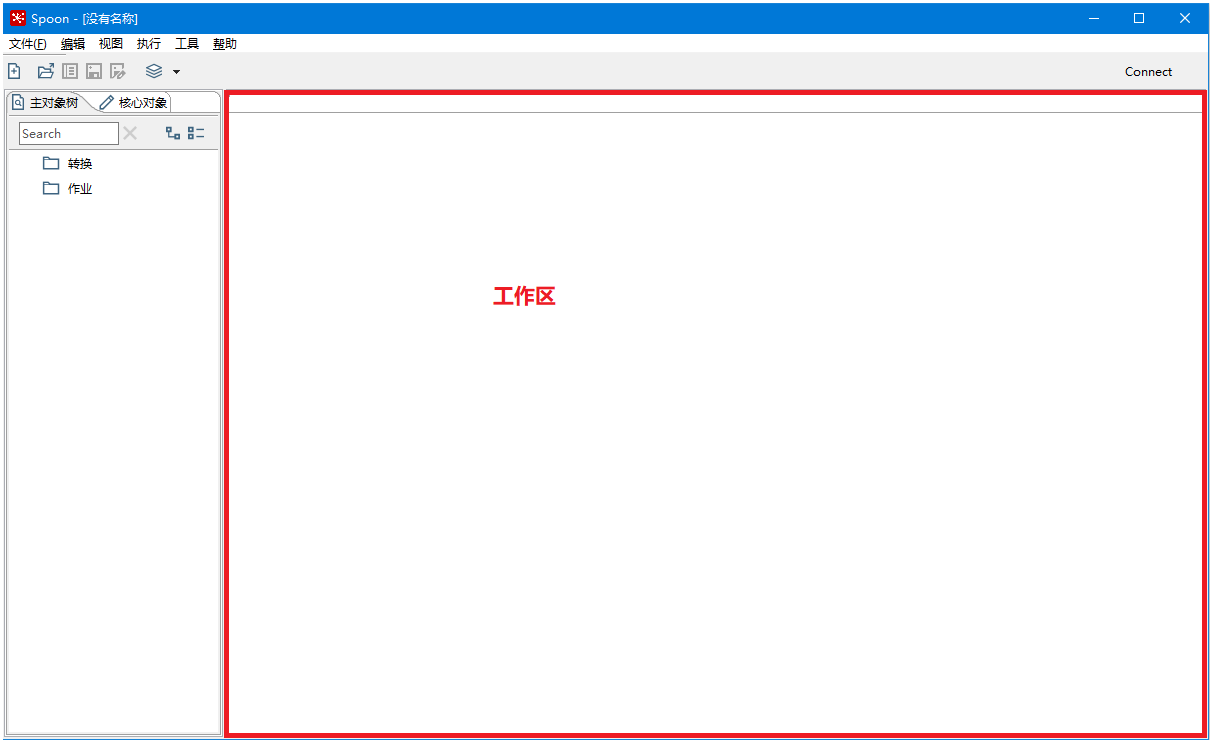 Spoon - [没有名称]
文件(F) 编辑 视图 执行 工具 帮助
Connect
主对象树 核心对象
Search
转换
作业
工作区